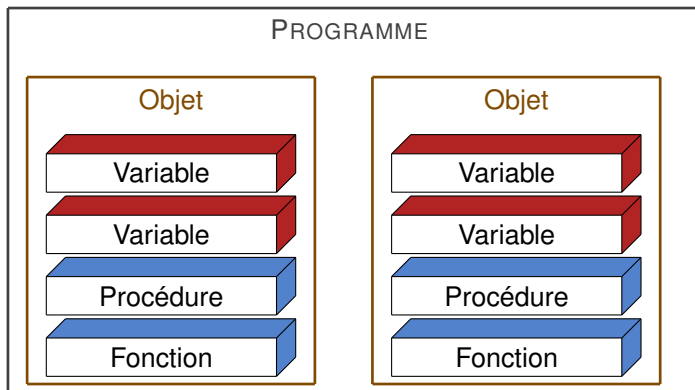 PROGRAMME
Objet
Variable
Variable
Procédure
Fonction
Objet
Variable
Variable
Procédure
Fonction